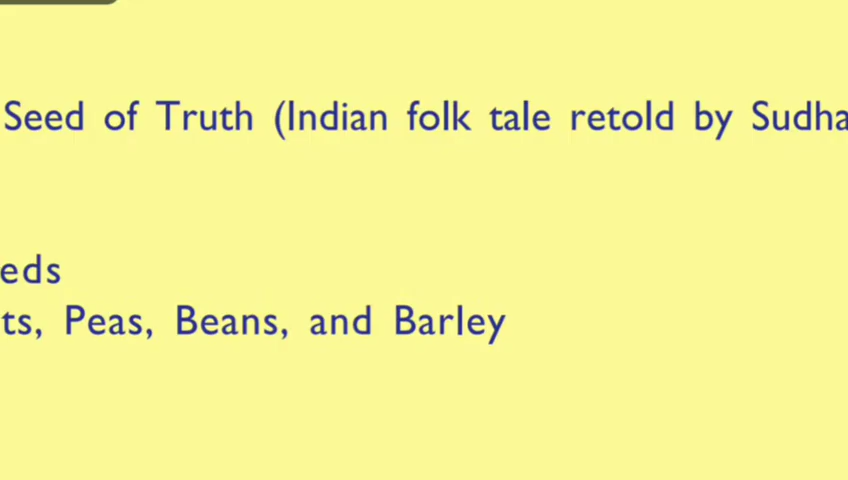 Seed of Truth (Indian folk tale retold by Sudha
eds
ts, Peas, Beans, and Barley